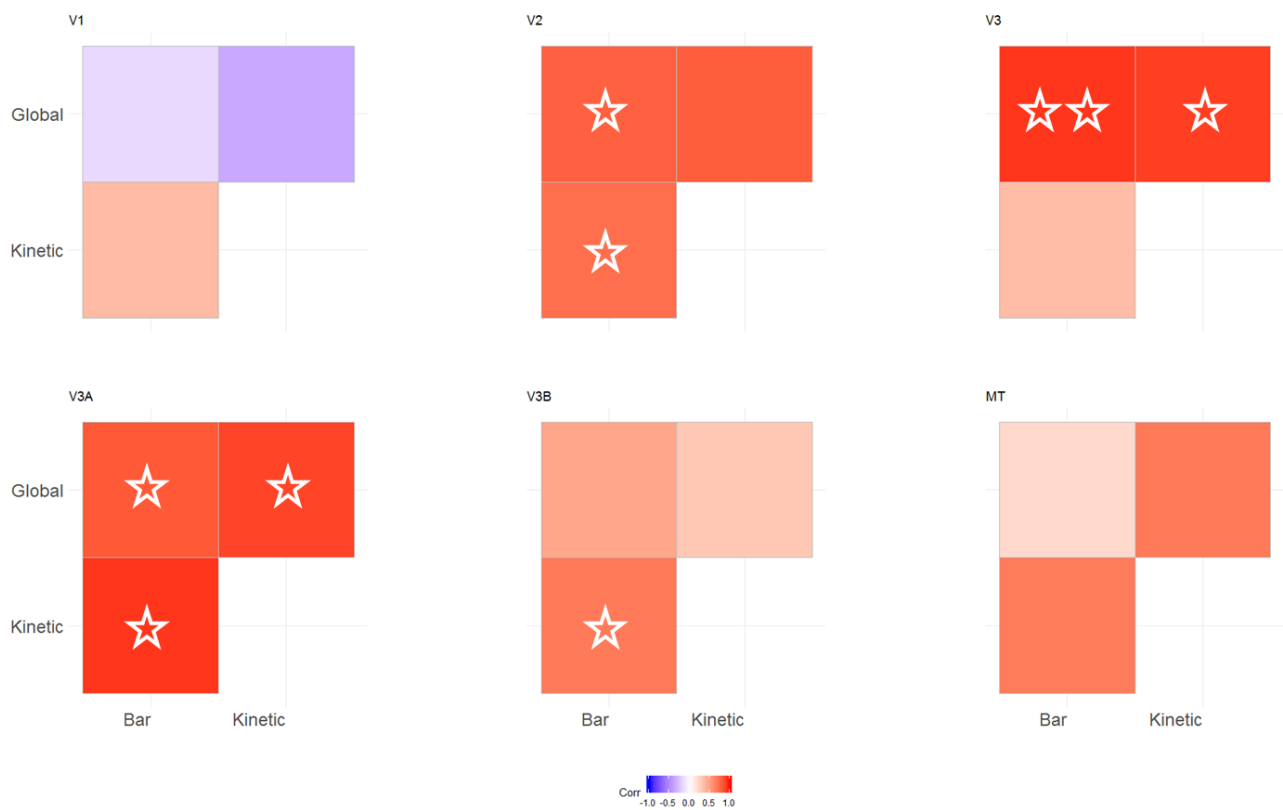 V1
V2
V3
Global
Kinetic
V3A
V3B
MT
Global
Kinetic
Bar Kinetic
Bar Kinetic
Bar Kinetic
Corr
-1.0 -0.5 0.0 0.5 1.0